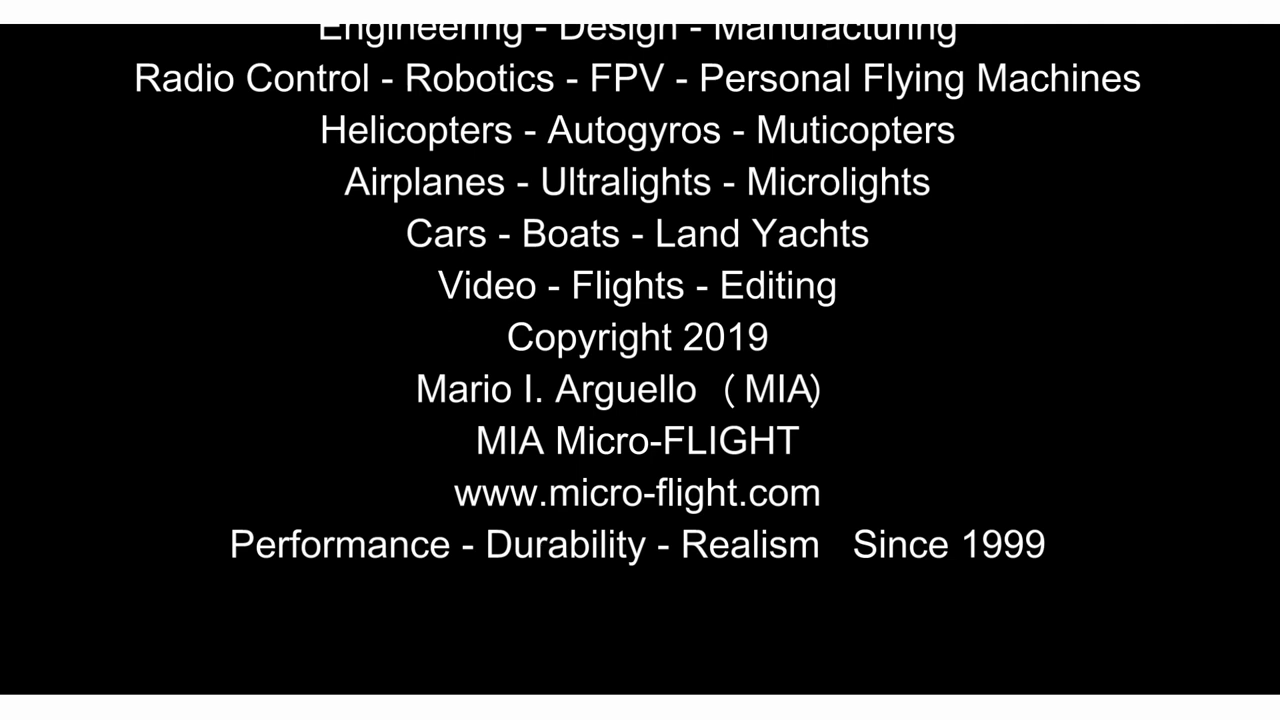 Engineering - Design - Manufacturing
Radio Control - Robotics - FPV - Personal Flying Machines
Helicopters - Autogyros - Muticopters
Airplanes - Ultralights - Microlights
Cars - Boats - Land Yachts
Video - Flights - Editing
Copyright 2019
Mario I. Arguello  ( MIA)
MIA Micro-FLIGHT
www.micro-flight.com
Performance - Durability - Realism   Since 1999